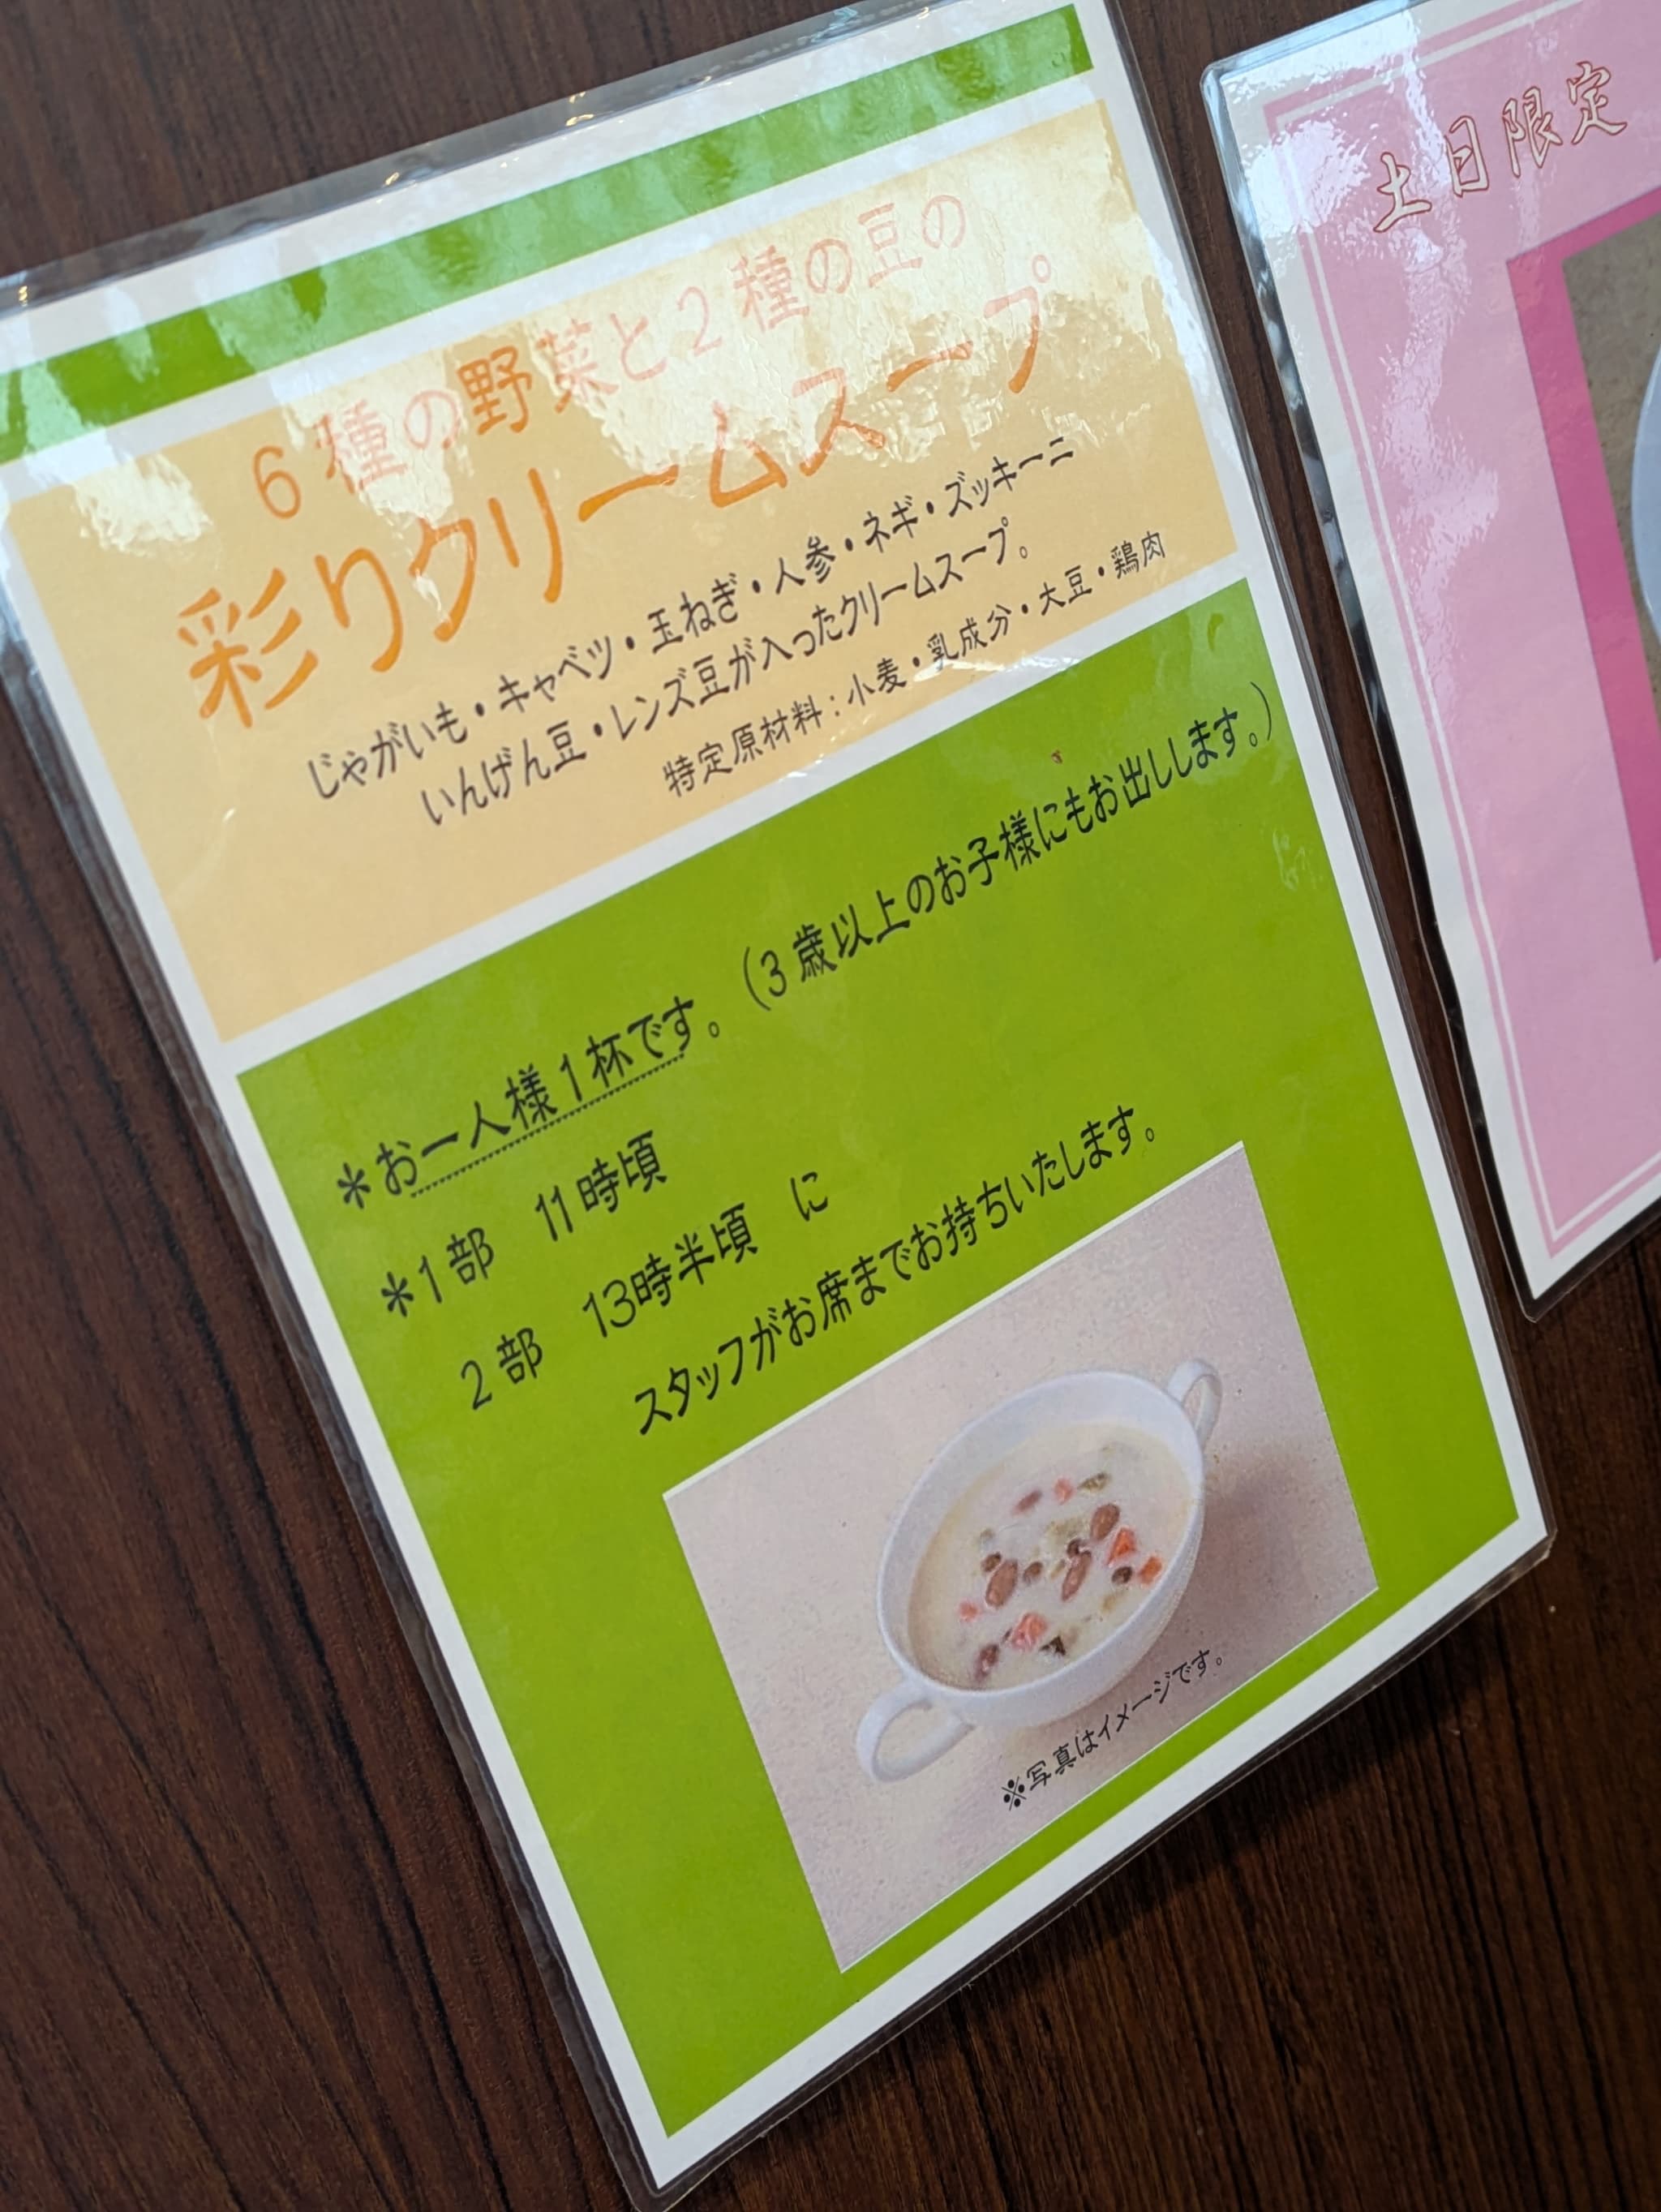 6種の野菜と2種の豆の
彩りクリームスープ
じゃがいも・キャベツ・玉ねぎ・人参・ネギ・ズッキーニ
いんげん豆・レンズ豆が入ったクリームスープ。
特定原材料:小麦・乳成分・大豆・鶏肉
*お一人様1杯です。(3歳以上のお子様にもお出しします。)
*1部 11時頃
2部 13時半頃 に
スタッフがお席までお持ちいたします。
※写真はイメージです。
土日限定